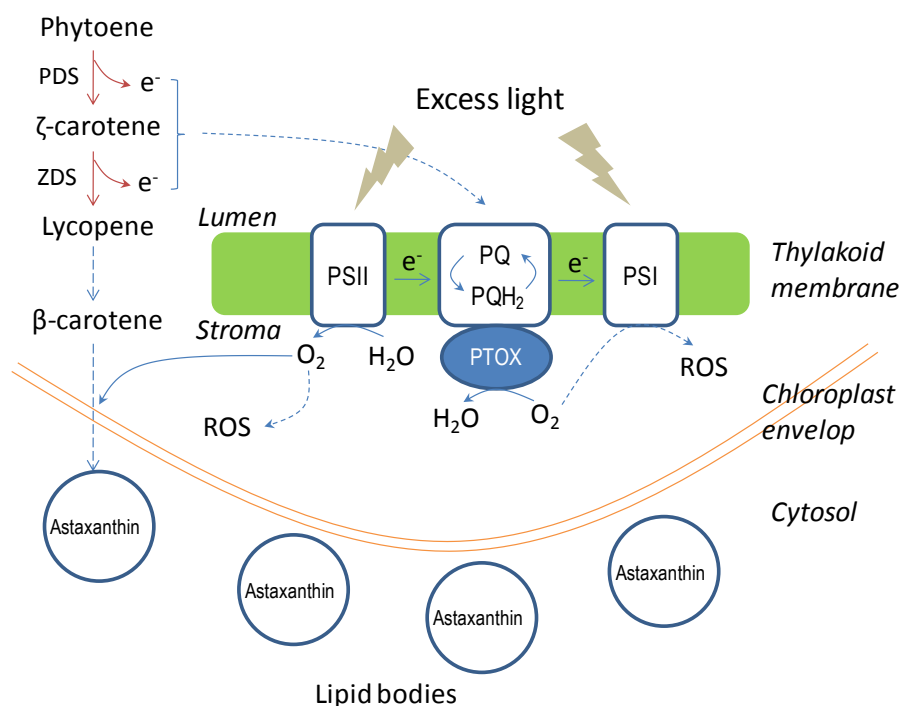 Phytoene
PDS
e-
Excess light
ζ-carotene
ZDS
e-
Lycopene
Lumen
PSII
e-
PQ
PQH2
e-
PSI
Thylakoid
membrane
β-carotene
Stroma
O2
H2O
PTOX
ROS
H2O
O2
ROS
Chloroplast
envelop
Astaxanthin
Cytosol
Astaxanthin
Astaxanthin
Astaxanthin
Lipid bodies